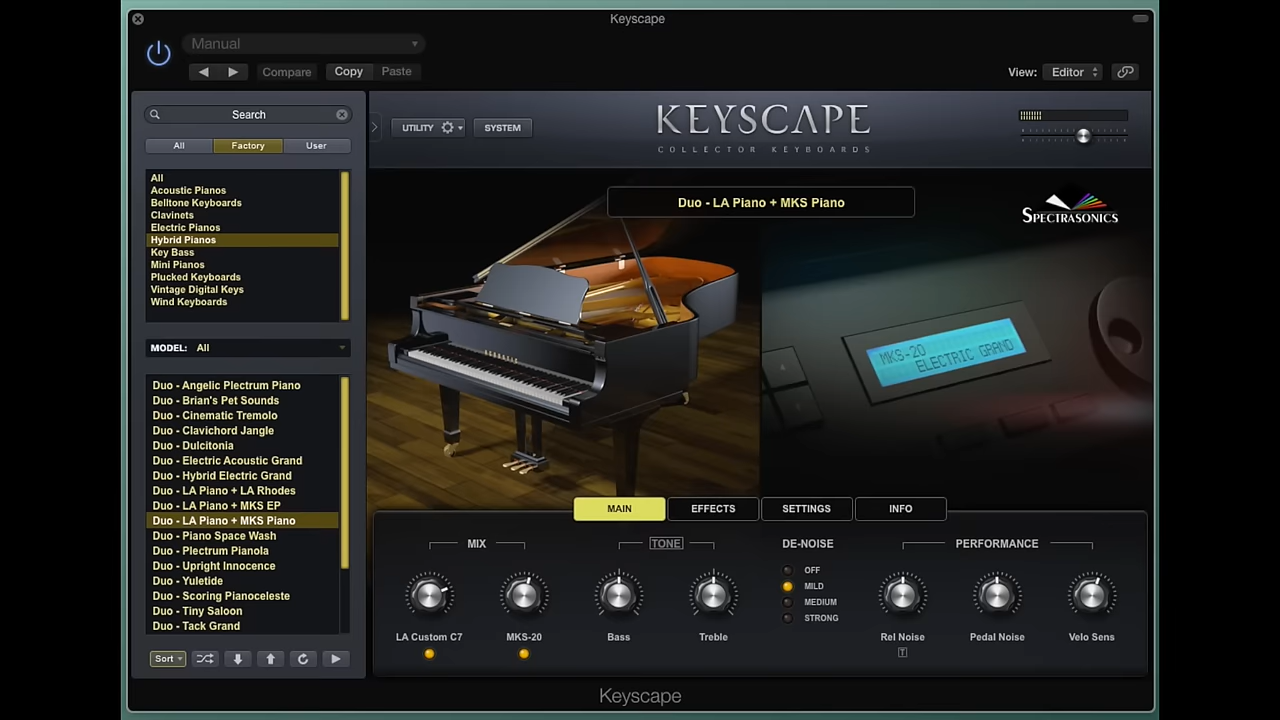 Keyscape
Manual
Compare
Copy
Paste
View:
Editor
Search
All
Factory
User
All
Acoustic Pianos
Belltone Keyboards
Clavinets
Electric Pianos
Hybrid Pianos
Key Bass
Mini Pianos
Plucked Keyboards
Vintage Digital Keys
Wind Keyboards
MODEL: All
Duo - Angelic Plectrum Piano
Duo - Brian's Pet Sounds
Duo - Cinematic Tremolo
Duo - Clavichord Jangle
Duo - Dulcitonia
Duo - Electric Acoustic Grand
Duo - Hybrid Electric Grand
Duo - LA Piano + LA Rhodes
Duo - LA Piano + MKS EP
Duo - LA Piano + MKS Piano
Duo - Piano Space Wash
Duo - Plectrum Pianola
Duo - Upright Innocence
Duo - Yuletide
Duo - Scoring Pianoceleste
Duo - Tiny Saloon
Duo - Tack Grand
Sort
UTILITY
SYSTEM
KEYSCAPE
COLLECTOR KEYBOARDS
Duo - LA Piano + MKS Piano
SPECTRASONICS
YAMAHA
MKS-20
ELECTRIC GRAND
MAIN
EFFECTS
SETTINGS
INFO
MIX
TONE
DE-NOISE
PERFORMANCE
OFF
MILD
MEDIUM
STRONG
LA Custom C7
MKS-20
Bass
Treble
Rel Noise
Pedal Noise
Velo Sens
T
Keyscape